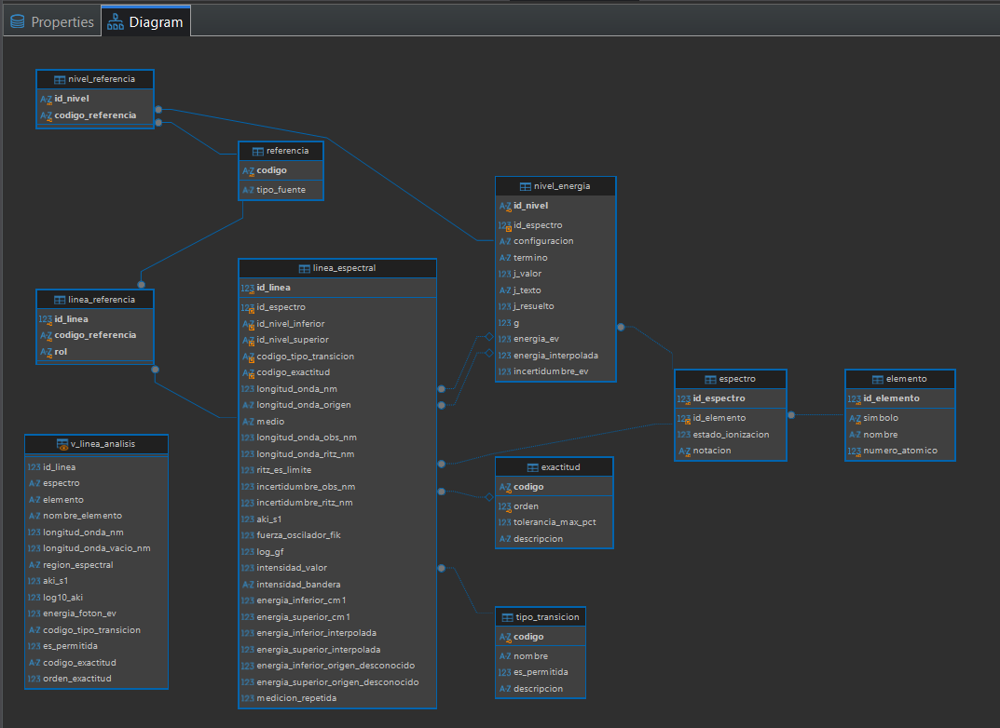 Properties
Diagram
nivel_referencia
id_nivel
codigo_referencia
referencia
codigo
tipo_fuente
nivel_energia
id_nivel
id_espectro
configuracion
termino
j_valor
j_texto
j_resuelto
g
energia_ev
energia_interpolada
incertidumbre_ev
linea_espectral
id_linea
id_espectro
id_nivel_inferior
id_nivel_superior
codigo_tipo_transicion
codigo_exactitud
longitud_onda_nm
longitud_onda_origen
medio
longitud_onda_obs_nm
longitud_onda_ritz_nm
ritz_es_limite
incertidumbre_obs_nm
incertidumbre_ritz_nm
aki_s1
fuerza_oscilador_fik
log_gf
intensidad_valor
intensidad_bandera
energia_inferior_cm1
energia_superior_cm1
energia_inferior_interpolada
energia_superior_interpolada
energia_inferior_origen_desconocido
energia_superior_origen_desconocido
medicion_repetida
linea_referencia
id_linea
codigo_referencia
rol
espectro
id_espectro
id_elemento
estado_ionizacion
notacion
elemento
id_elemento
simbolo
nombre
numero_atomico
v_linea_analisis
id_linea
espectro
elemento
nombre_elemento
longitud_onda_nm
longitud_onda_vacio_nm
region_espectral
aki_s1
log10_aki
energia_foton_ev
codigo_tipo_transicion
es_permitida
codigo_exactitud
orden_exactitud
exactitud
codigo
orden
tolerancia_max_pct
descripcion
tipo_transicion
codigo
nombre
es_permitida
descripcion